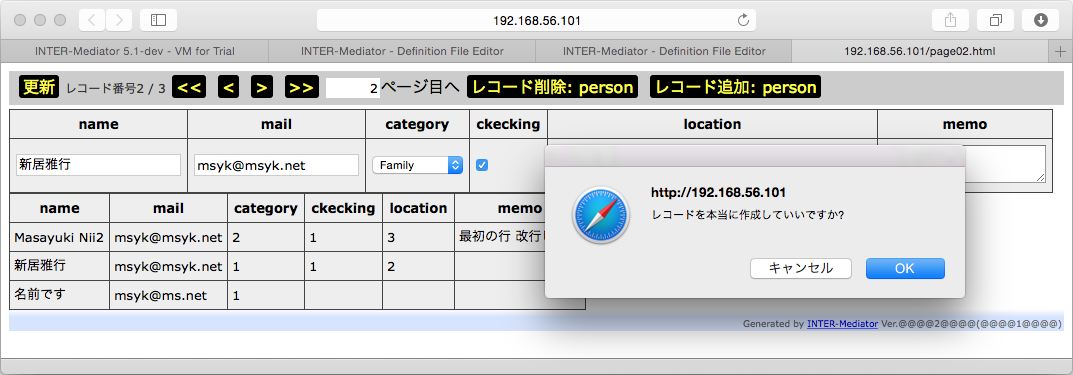 192.168.56.101
INTER-Mediator 5.1-dev - VM for Trial
INTER-Mediator - Definition File Editor
INTER-Mediator - Definition File Editor
192.168.56.101/page02.html
更新 レコード番号2 / 3 << < > >> 2 ページ目へ レコード削除: person レコード追加: person
name mail category ckecking location memo
新居雅行 msyk@msyk.net Family
name mail category ckecking location memo
Masayuki Nii2 msyk@msyk.net 2 1 3 最初の行 改行
新居雅行 msyk@msyk.net 1 1 2
名前です msyk@ms.net 1
http://192.168.56.101
レコードを本当に作成していいですか?
キャンセル OK
Generated by INTER-Mediator Ver.@@@@2@@@@(@@@@1@@@@)